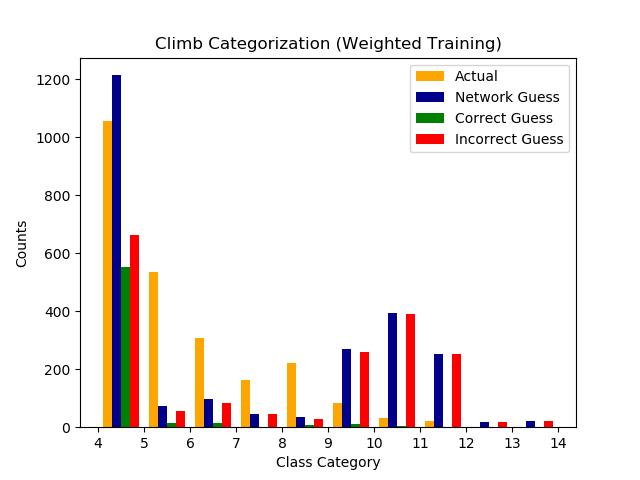 Climb Categorization (Weighted Training)
Actual
Network Guess
Correct Guess
Incorrect Guess
Counts
1200
1000
800
600
400
200
0
4 5 6 7 8 9 10 11 12 13 14
Class Category